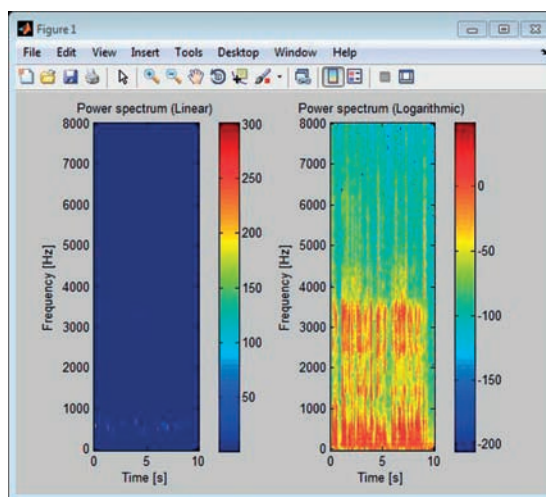 Figure 1
File Edit View Insert Tools Desktop Window Help
Power spectrum (Linear)
8000
7000
6000
5000
4000
3000
2000
1000
0
Frequency [Hz]
0 5 10
Time [s]
300
250
200
150
100
50
Power spectrum (Logarithmic)
8000
7000
6000
5000
4000
3000
2000
1000
0
Frequency [Hz]
0 5 10
Time [s]
0
-50
-100
-150
-200